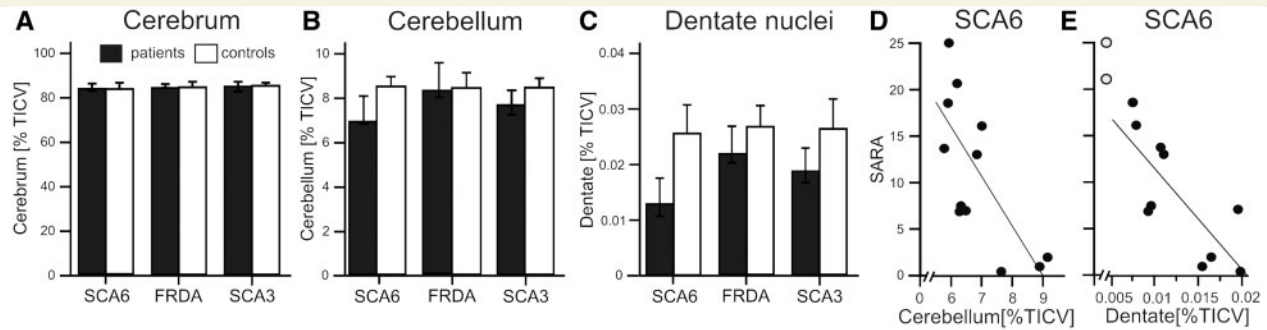 A Cerebrum
B Cerebellum
C Dentate nuclei
D SCA6
E SCA6
patients controls
Cerebrum [% TICV]
100
80
60
40
20
0
SCA6 FRDA SCA3
Cerebellum [% TICV]
10
8
6
4
2
0
SCA6 FRDA SCA3
Dentate [% TICV]
0.04
0.03
0.02
0.01
0
SCA6 FRDA SCA3
SARA
25
20
15
10
5
0
0 6 7 8 9
Cerebellum[%TICV]
0.005 0.01 0.015 0.02
Dentate[%TICV]